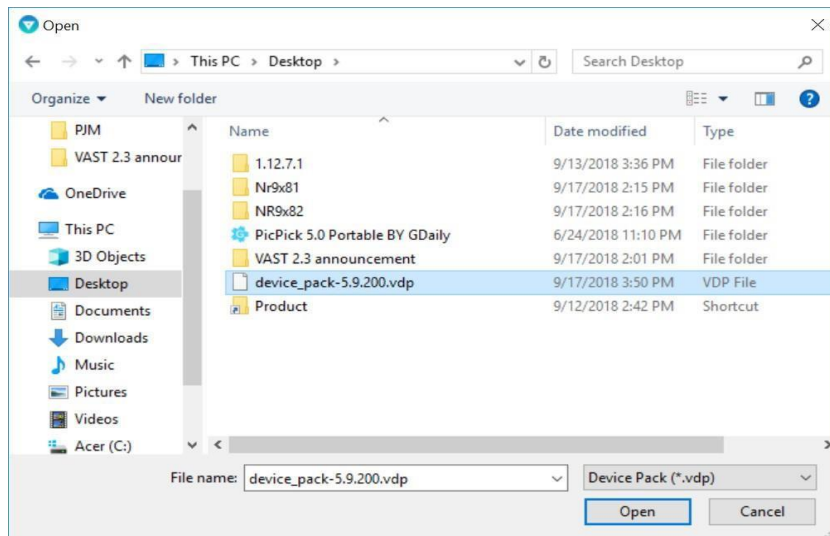 Open
This PC > Desktop >
Search Desktop
Organize
New folder
Name
Date modified
Type
PJM
VAST 2.3 announ
OneDrive
This PC
3D Objects
Desktop
Documents
Downloads
Music
Pictures
Videos
Acer (C:)
1.12.7.1 9/13/2018 3:36 PM File folder
Nr9x81 9/17/2018 2:15 PM File folder
NR9x82 9/17/2018 2:16 PM File folder
PicPick 5.0 Portable BY GDaily 6/24/2018 11:10 PM File folder
VAST 2.3 announcement 9/17/2018 2:01 PM File folder
device_pack-5.9.200.vdp 9/17/2018 3:50 PM VDP File
Product 9/12/2018 2:42 PM Shortcut
File name: device_pack-5.9.200.vdp
Device Pack (*.vdp)
Open
Cancel